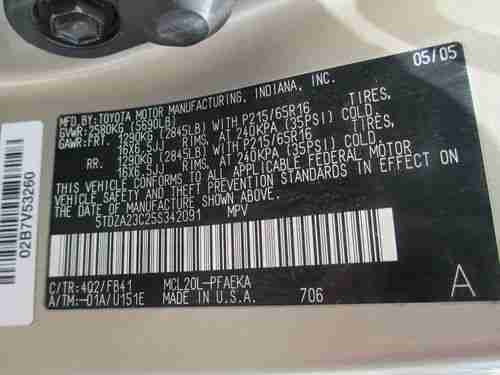 05/05
MFD. BY: TOYOTA MOTOR MANUFACTURING, INDIANA, INC.
GVWR: 2580KG (5690LB)
GAWR: FRT. 1290KG (2845LB) WITH P215/65R16 TIRES,
16X6.5JJ RIMS, AT 240KPA (35PSI) COLD.
RR. 1290KG (2845LB) WITH P215/65R16 TIRES,
16X6.5JJ RIMS, AT 240KPA (35PSI) COLD.
THIS VEHICLE CONFORMS TO ALL APPLICABLE FEDERAL MOTOR
VEHICLE SAFETY AND THEFT PREVENTION STANDARDS IN
EFFECT ON THE DATE OF MANUFACTURE SHOWN ABOVE.
5TDZA23C25S342091 MPV
C/TR: 4Q2/FB41 MCL20L-PFAEKA
A/TM: -01A/U151E MADE IN U.S.A. 706
A
02B7V53260